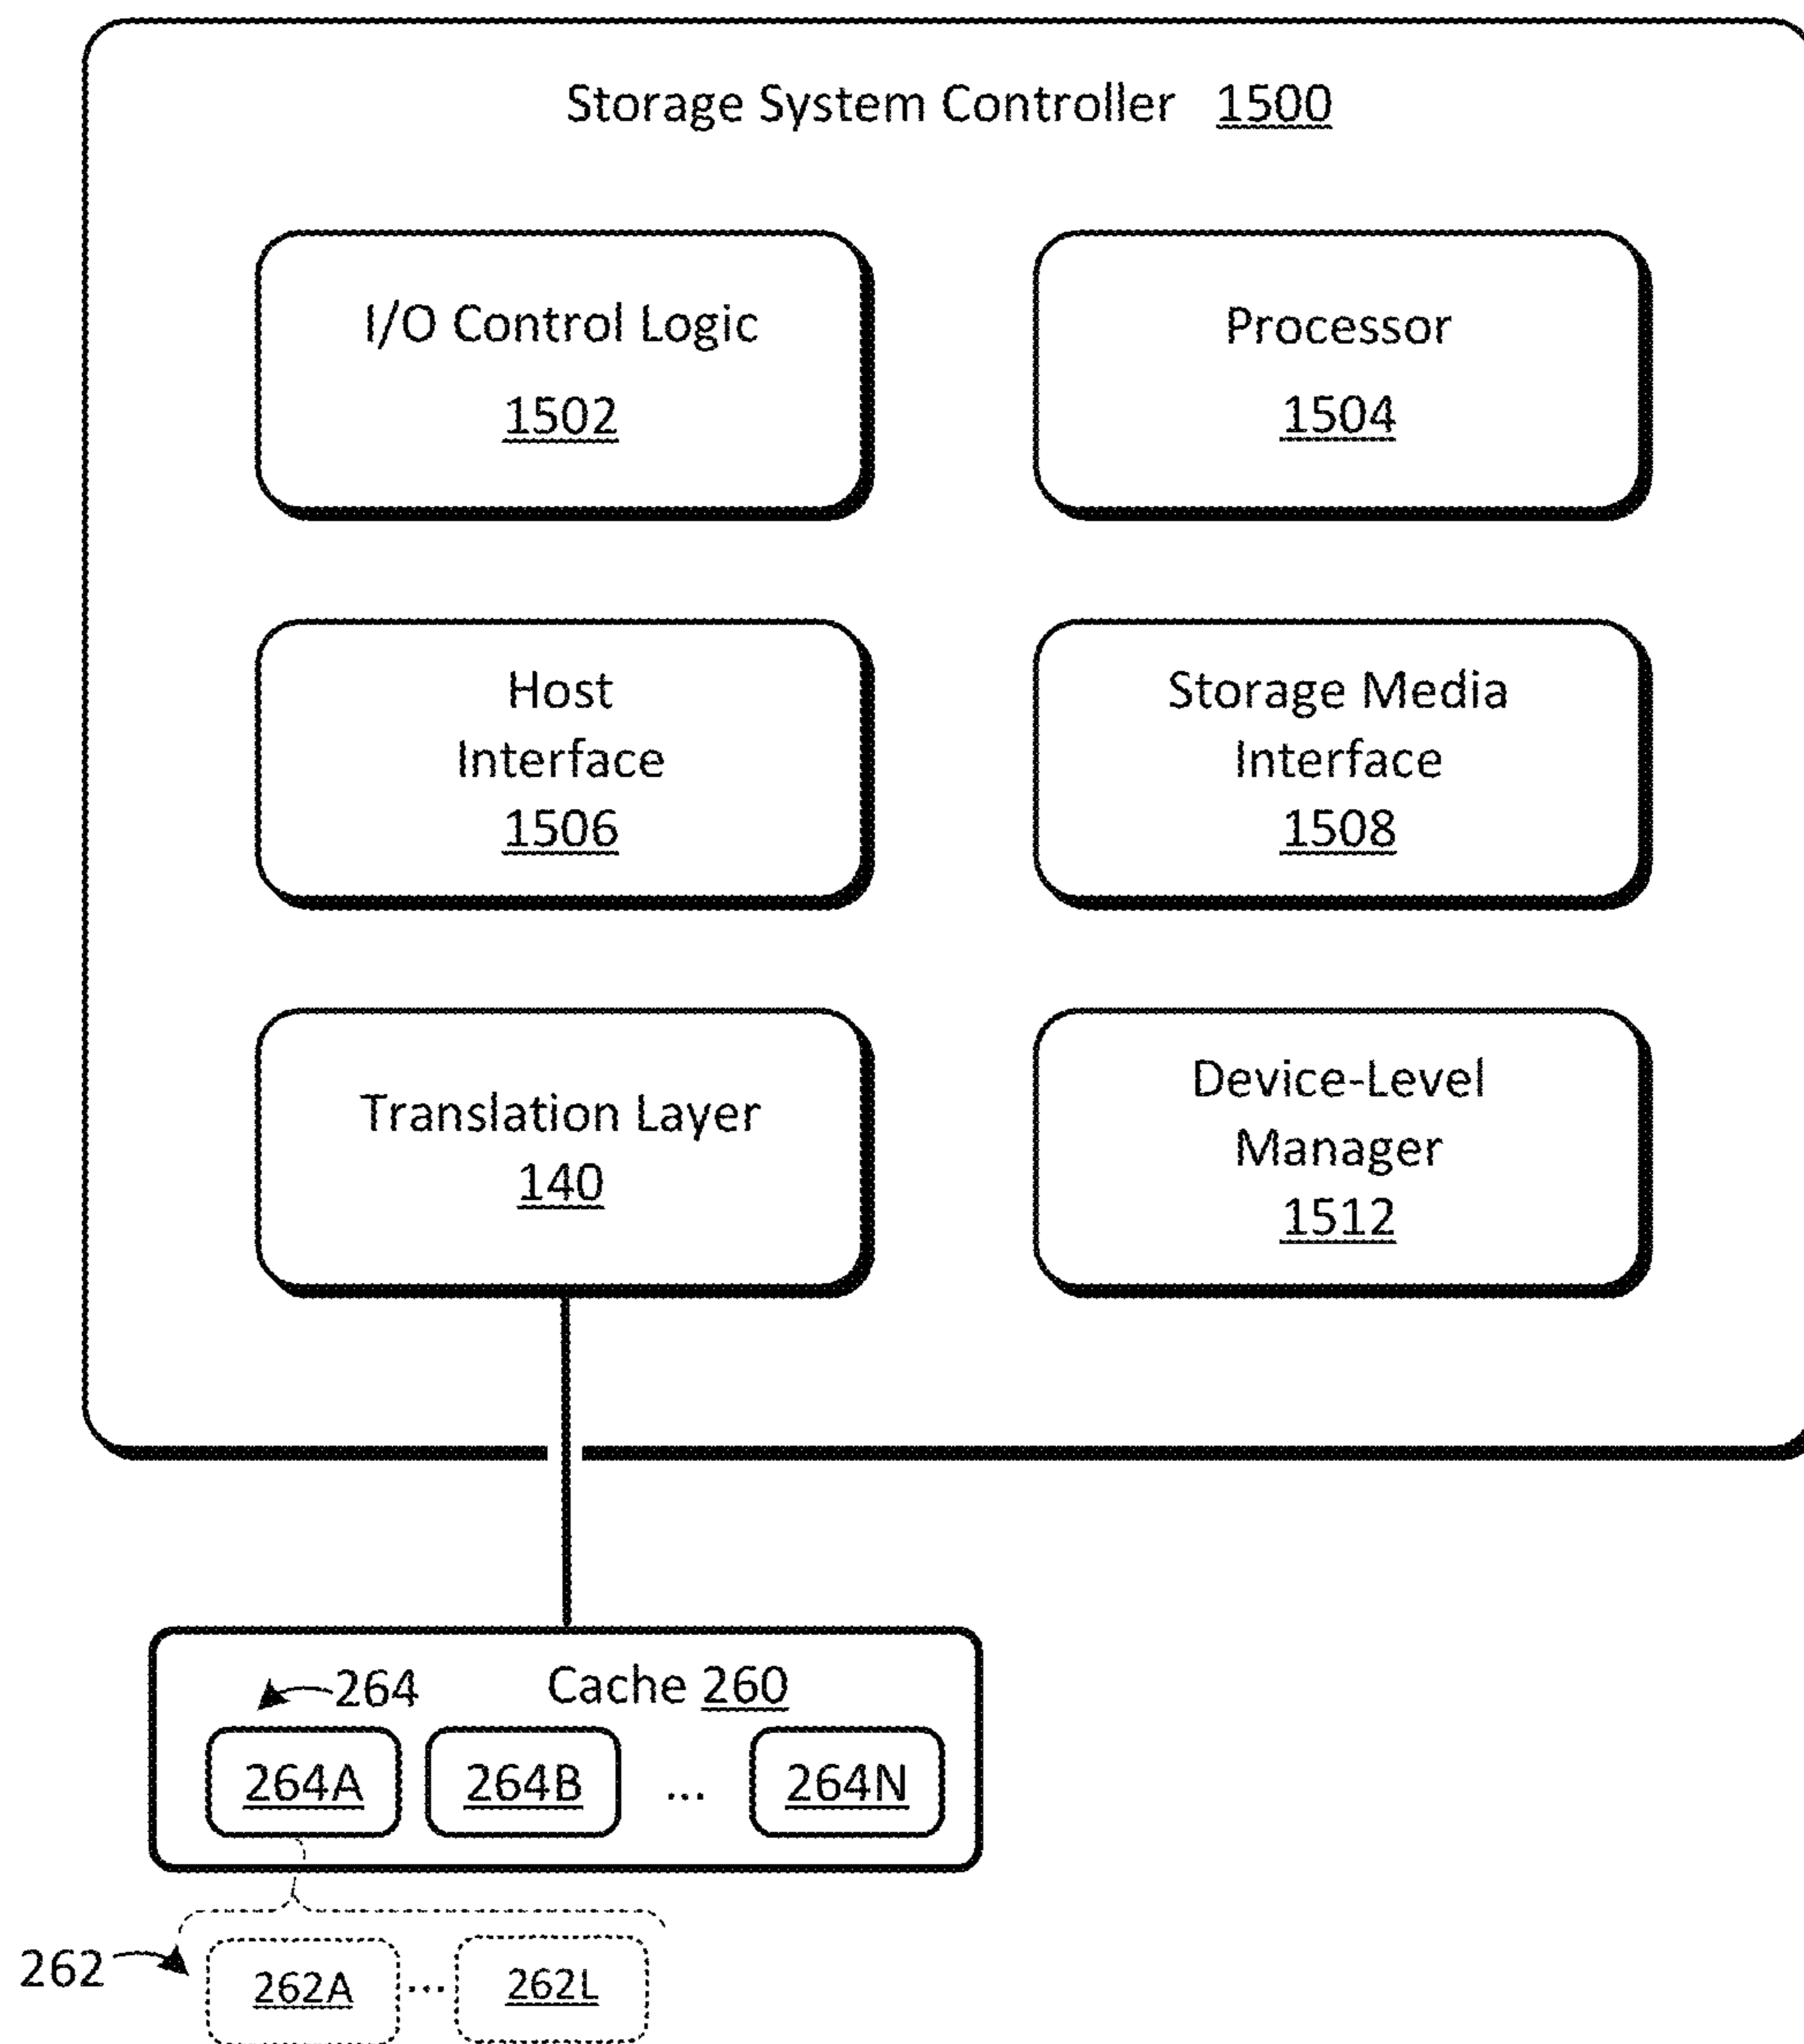 Storage System Controller 1500
I/O Control Logic
1502
Processor
1504
Host
Interface
1506
Storage Media
Interface
1508
Translation Layer
140
Device-Level
Manager
1512
264
Cache 260
264A
264B
...
264N
262
262A
...
262L